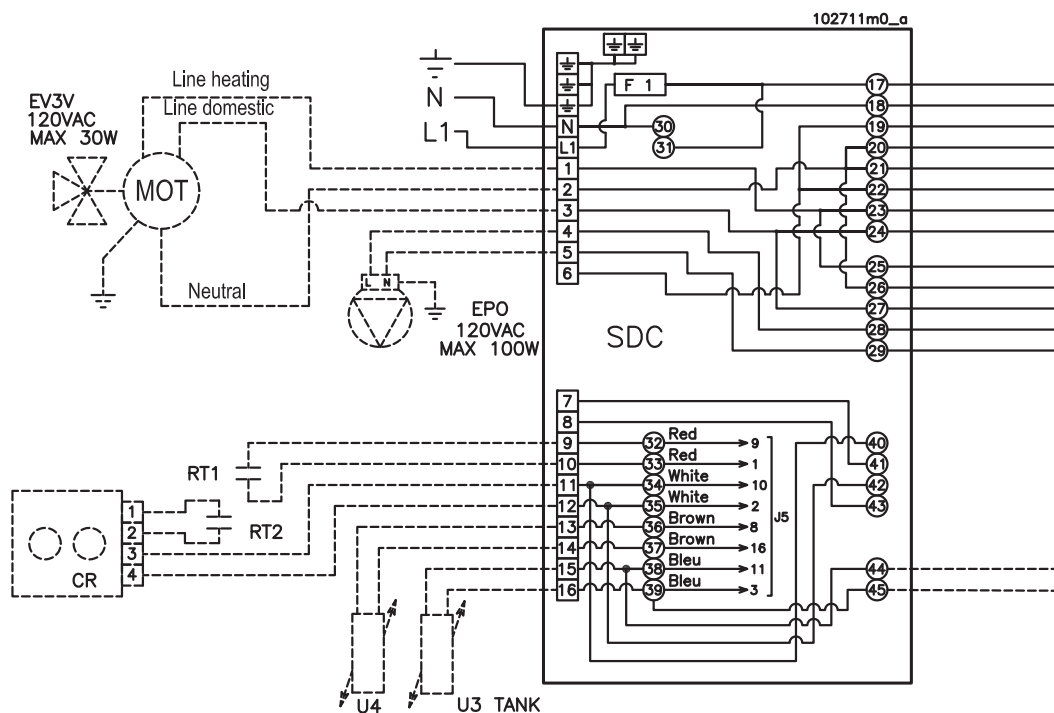 102711m0_a
Line heating
Line domestic
EV3V
120VAC
MAX 30W
MOT
Neutral
N
L1
N
L1
1
2
3
4
5
6
F 1
30
31
17
18
19
20
21
22
23
24
25
26
27
28
29
L N
EPO
120VAC
MAX 100W
SDC
7
8
9
10
11
12
13
14
15
16
32 Red 9
33 Red 1
34 White 10
35 White 2
36 Brown 8
37 Brown 16
38 Bleu 11
39 Bleu 3
J5
40
41
42
43
44
45
RT1
RT2
1
2
3
4
CR
U4
U3 TANK